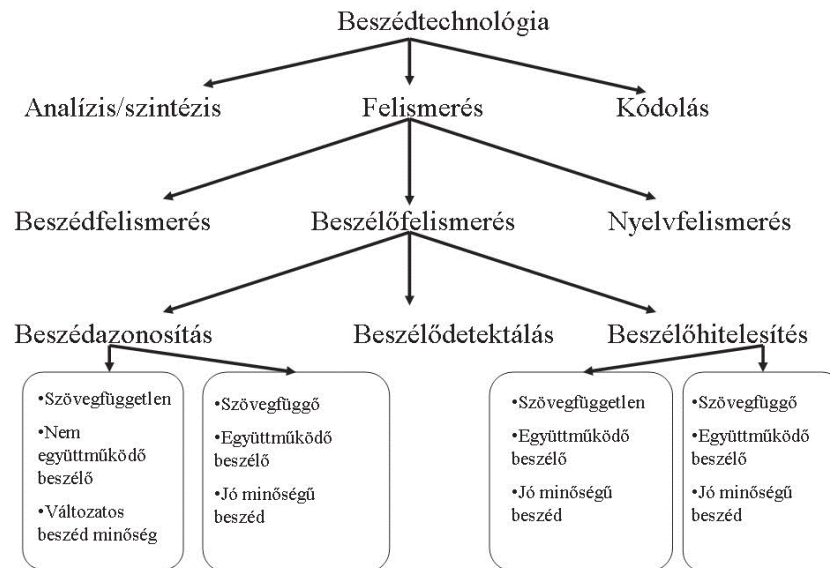 Beszédtechnológia
Analízis/szintézis
Felismerés
Kódolás
Beszédfelismerés
Beszélőfelismerés
Nyelvfelismerés
Beszédazonosítás
Beszélődetektálás
Beszélőhitelesítés
•Szövegfüggetlen
•Nem
együttműködő
beszélő
•Változatos
beszéd minőség
•Szövegfüggő
•Együttműködő
beszélő
•Jó minőségű
beszéd
•Szövegfüggetlen
•Együttműködő
beszélő
•Jó minőségű
beszéd
•Szövegfüggő
•Együttműködő
beszélő
•Jó minőségű
beszéd